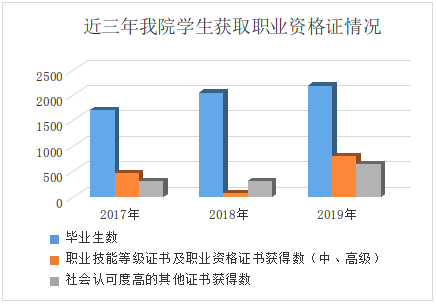 近三年我院学生获取职业资格证情况
2500
2000
1500
1000
500
0
2017年 2018年 2019年
毕业生数
职业技能等级证书及职业资格证书获得数（中、高级）
社会认可度高的其他证书获得数